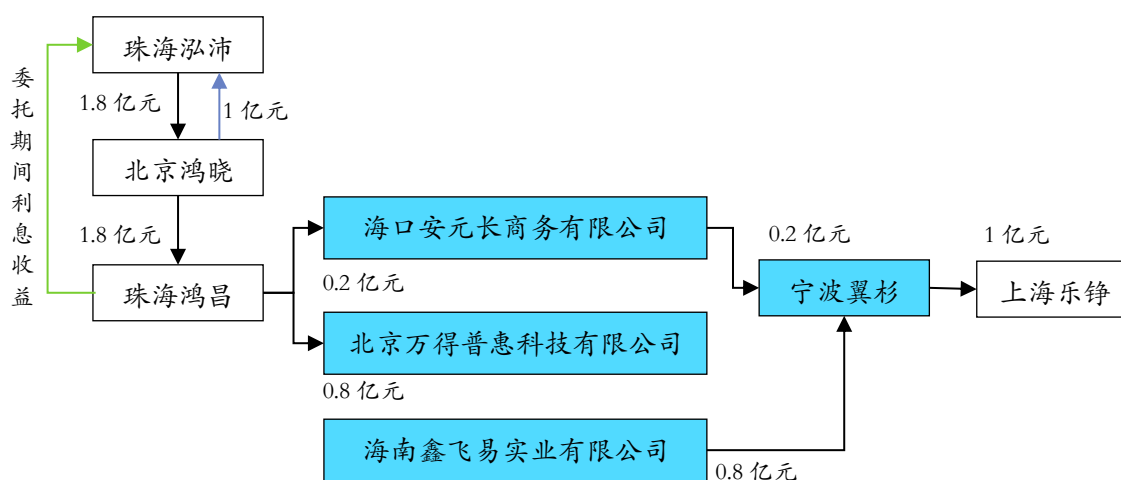 珠海泓沛
委托期间利息收益
1.8 亿元
1 亿元
北京鸿晓
1.8 亿元
海口安元长商务有限公司
0.2 亿元
1 亿元
珠海鸿昌
0.2 亿元
宁波翼杉
上海乐铮
北京万得普惠科技有限公司
0.8 亿元
海南鑫飞易实业有限公司
0.8 亿元